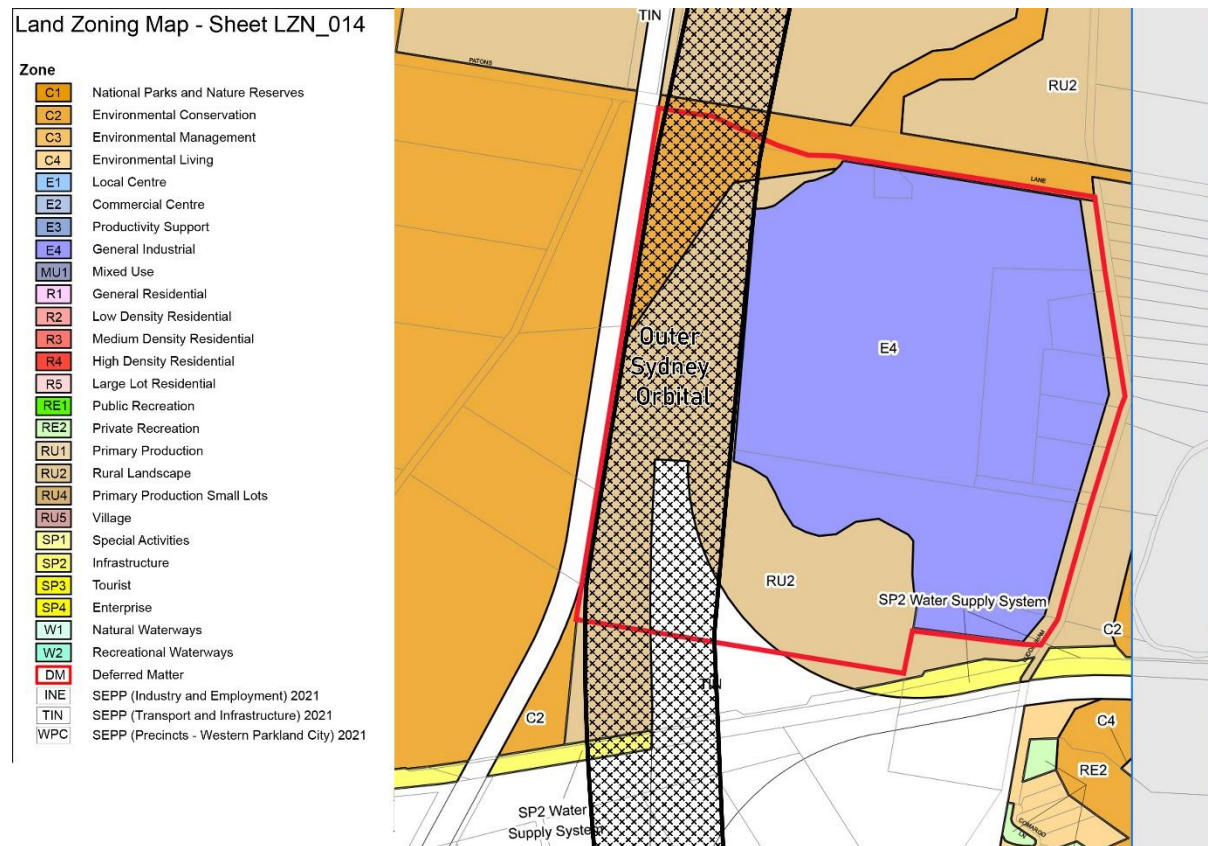 Land Zoning Map - Sheet LZN_014
Zone
C1 National Parks and Nature Reserves
C2 Environmental Conservation
C3 Environmental Management
C4 Environmental Living
E1 Local Centre
E2 Commercial Centre
E3 Productivity Support
E4 General Industrial
MU1 Mixed Use
R1 General Residential
R2 Low Density Residential
R3 Medium Density Residential
R4 High Density Residential
R5 Large Lot Residential
RE1 Public Recreation
RE2 Private Recreation
RU1 Primary Production
RU2 Rural Landscape
RU4 Primary Production Small Lots
RU5 Village
SP1 Special Activities
SP2 Infrastructure
SP3 Tourist
SP4 Enterprise
W1 Natural Waterways
W2 Recreational Waterways
DM Deferred Matter
INE SEPP (Industry and Employment) 2021
TIN SEPP (Transport and Infrastructure) 2021
WPC SEPP (Precincts - Western Parkland City) 2021
TIN
PATONS
RU2
LANE
Outer
Sydney
Orbital
E4
RU2
SP2 Water Supply System
C2
TIN
C2
C4
RE2
SP2 Water
Supply System
CAMARGO
LN